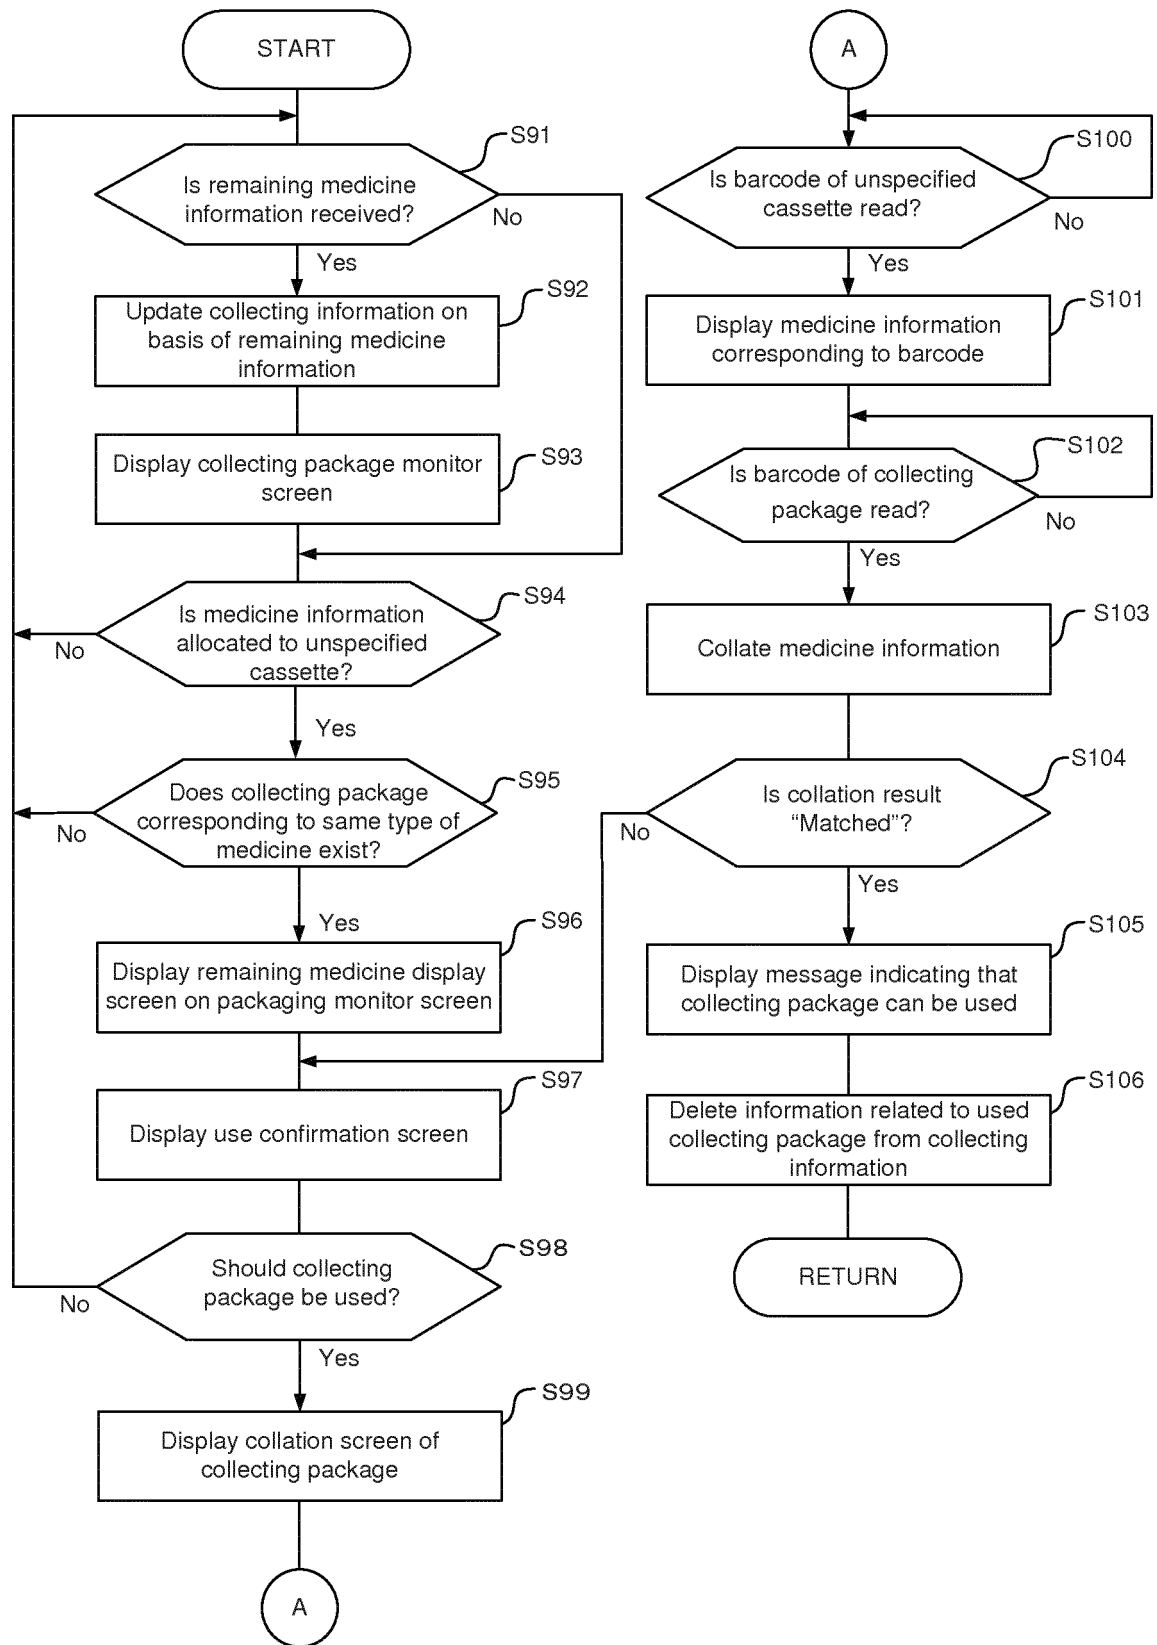 START
S91
Is remaining medicine
information received?
No
Yes
S92
Update collecting information on
basis of remaining medicine
information
S93
Display collecting package monitor
screen
S94
Is medicine information
allocated to unspecified
cassette?
No
Yes
S95
Does collecting package
corresponding to same type of
medicine exist?
No
Yes
S96
Display remaining medicine display
screen on packaging monitor screen
S97
Display use confirmation screen
S98
Should collecting
package be used?
No
Yes
S99
Display collation screen of
collecting package
A
A
S100
Is barcode of unspecified
cassette read?
No
Yes
S101
Display medicine information
corresponding to barcode
S102
Is barcode of collecting
package read?
No
Yes
S103
Collate medicine information
S104
Is collation result
“Matched”?
No
Yes
S105
Display message indicating that
collecting package can be used
S106
Delete information related to used
collecting package from collecting
information
RETURN